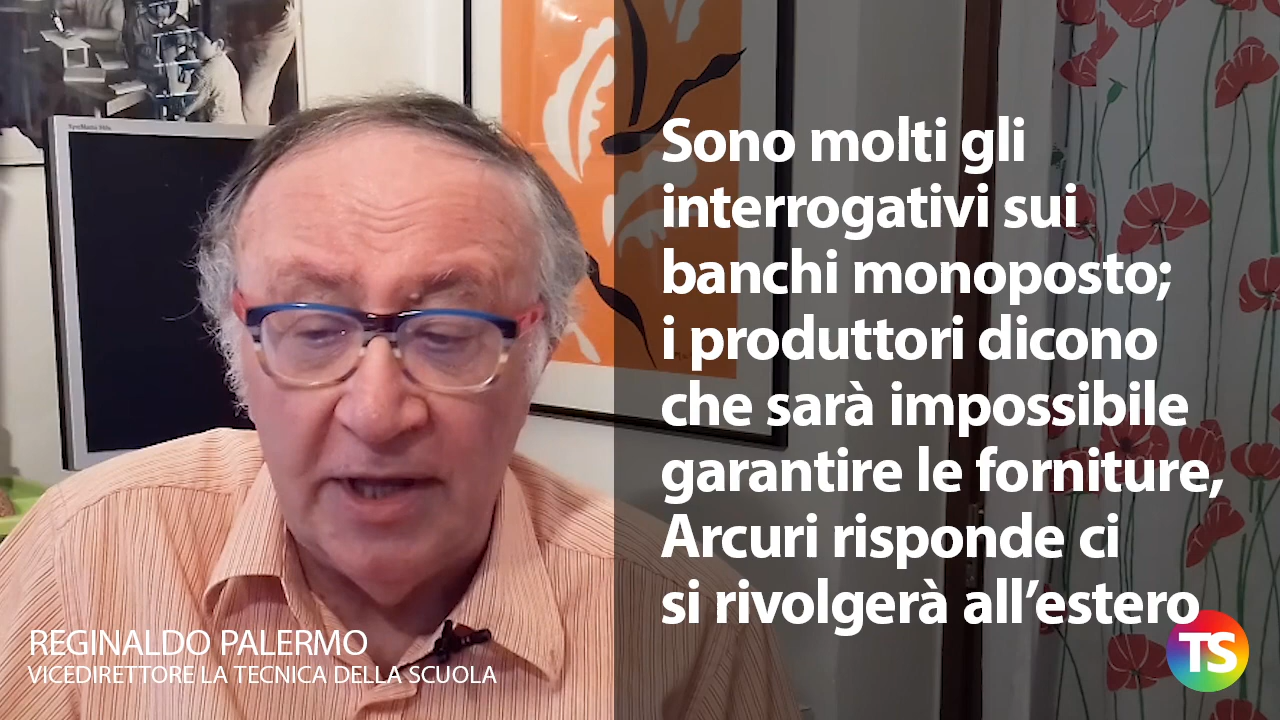 Sono molti gli
interrogativi sui
banchi monoposto;
i produttori dicono
che sarà impossibile
garantire le forniture,
Arcuri risponde ci
si rivolgerà all’estero
REGINALDO PALERMO
VICEDIRETTORE LA TECNICA DELLA SCUOLA
TS